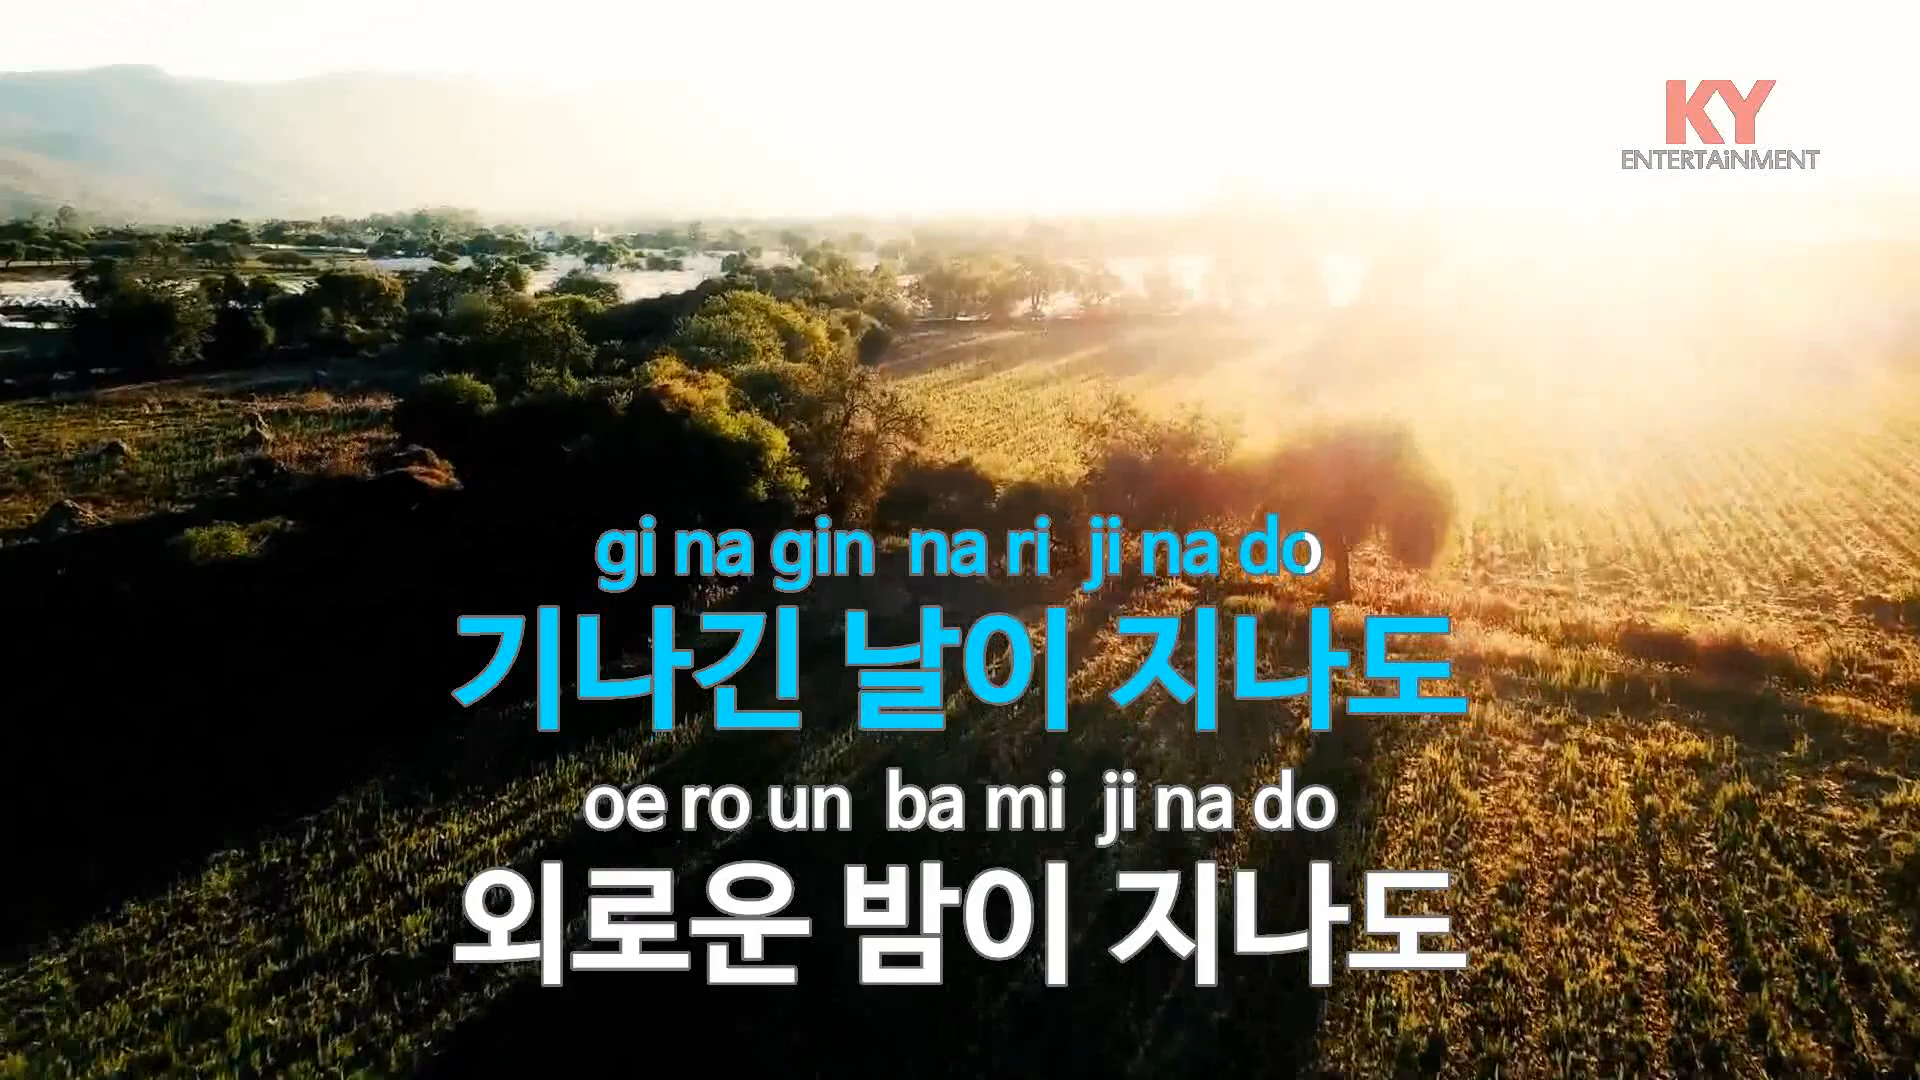 KY
ENTERTAiNMENT
gi na gin na ri ji na do
기나긴 날이 지나도
oe ro un ba mi ji na do
외로운 밤이 지나도